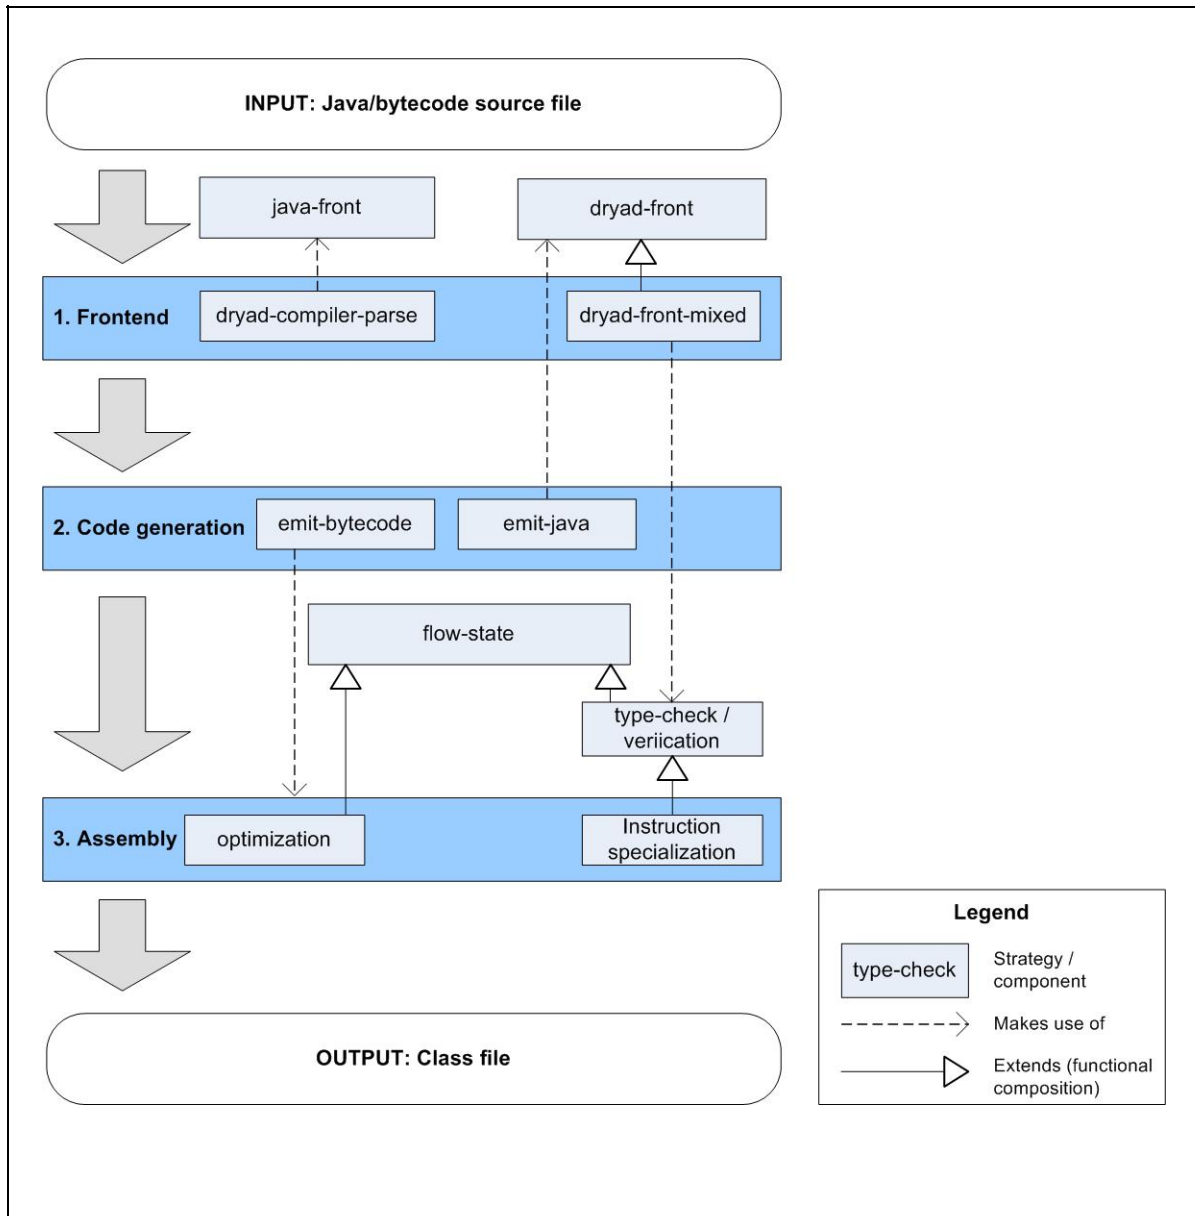 INPUT: Java/bytecode source file
java-front
dryad-front
1. Frontend
dryad-compiler-parse
dryad-front-mixed
2. Code generation
emit-bytecode
emit-java
flow-state
type-check /
veriication
3. Assembly
optimization
Instruction
specialization
OUTPUT: Class file
Legend
type-check
Strategy /
component
Makes use of
Extends (functional
composition)